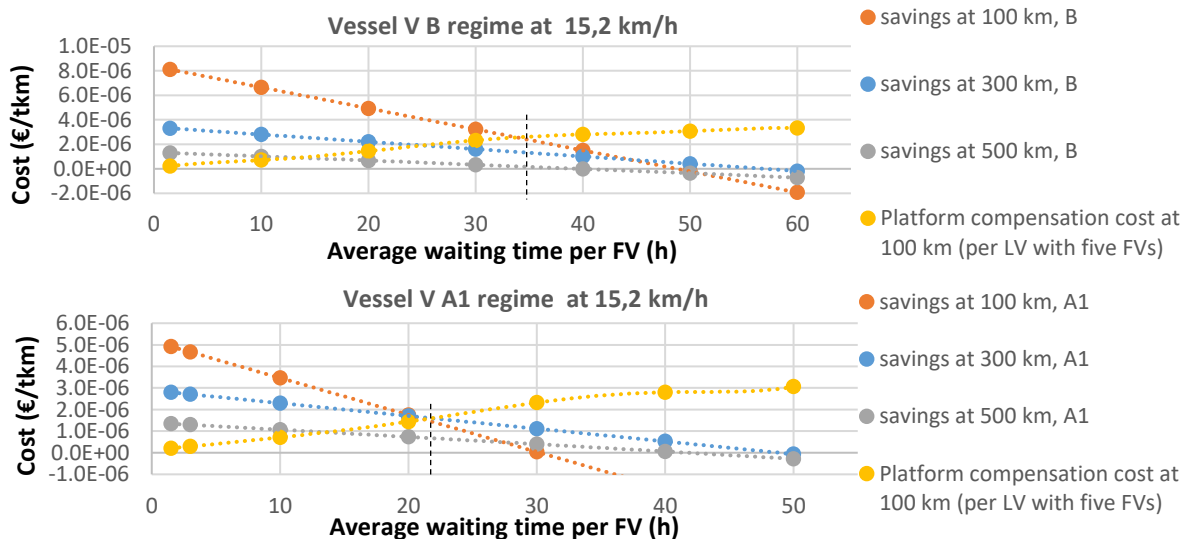 Vessel V B regime at 15,2 km/h
Cost (€/tkm)
1.0E-05
8.0E-06
6.0E-06
4.0E-06
2.0E-06
0.0E+00
-2.0E-06
0 10 20 30 40 50 60
Average waiting time per FV (h)
savings at 100 km, B
savings at 300 km, B
savings at 500 km, B
Platform compensation cost at
100 km (per LV with five FVs)
Vessel V A1 regime at 15,2 km/h
Cost (€/tkm)
6.0E-06
5.0E-06
4.0E-06
3.0E-06
2.0E-06
1.0E-06
0.0E+00
-1.0E-06
0 10 20 30 40 50
Average waiting time per FV (h)
savings at 100 km, A1
savings at 300 km, A1
savings at 500 km, A1
Platform compensation cost at
100 km (per LV with five FVs)